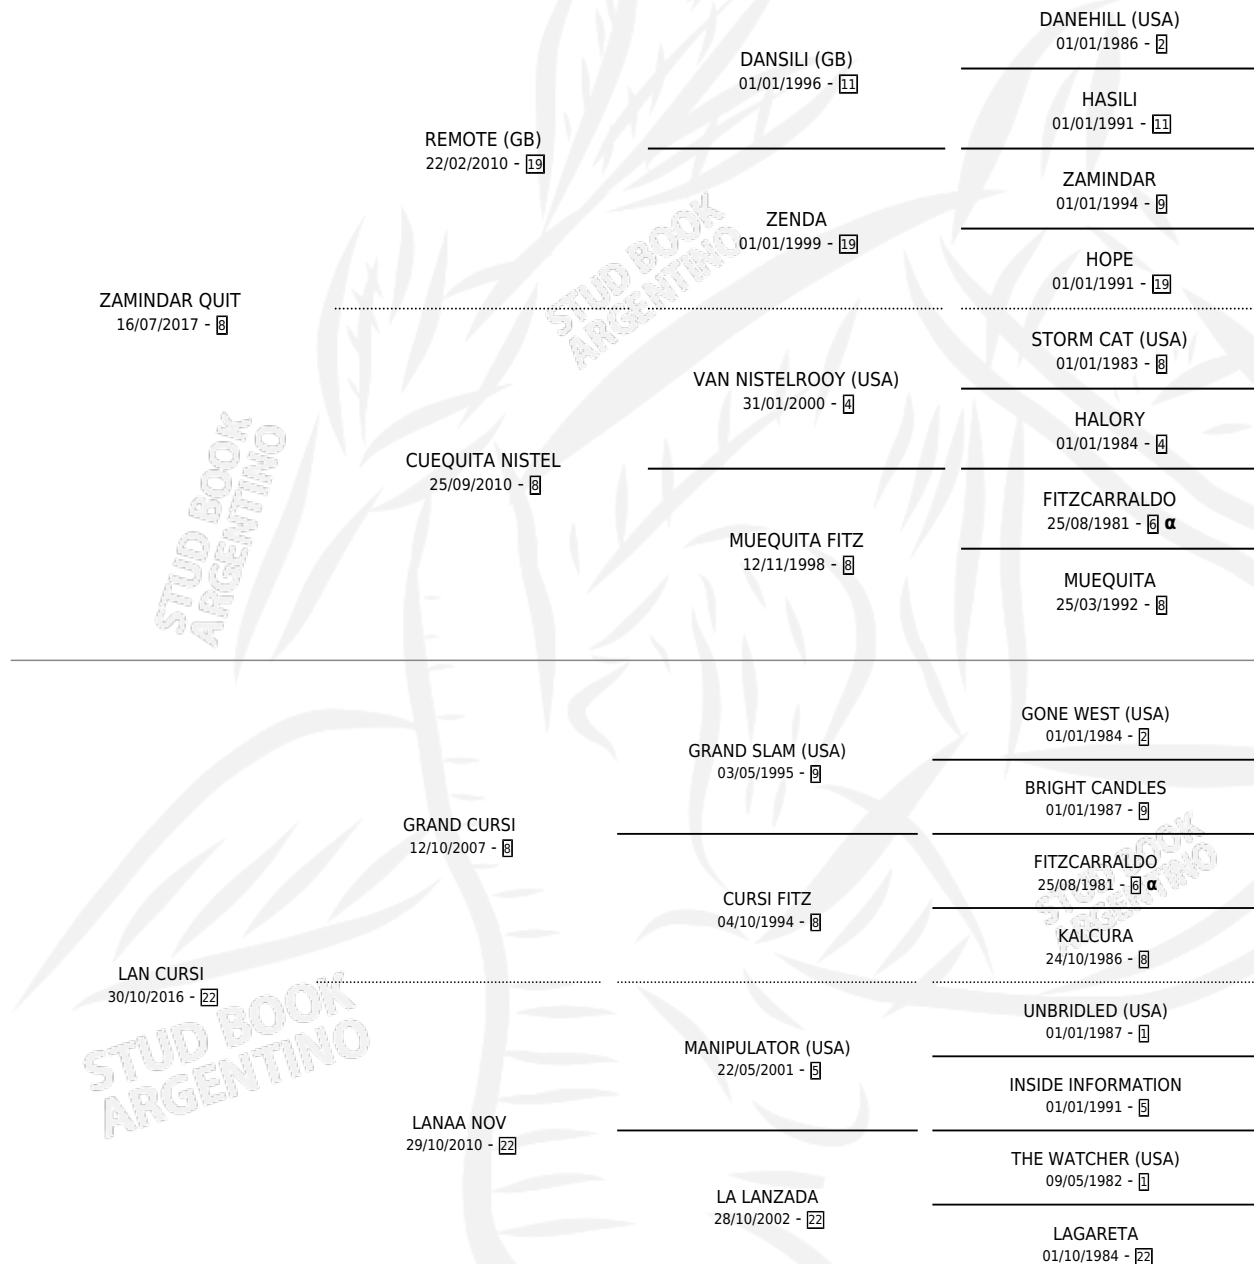 DANEHILL (USA)
01/01/1986 - 2
DANSILI (GB)
01/01/1996 - 11
HASILI
01/01/1991 - 11
REMOTE (GB)
22/02/2010 - 19
ZAMINDAR
01/01/1994 - 9
ZENDA
01/01/1999 - 19
HOPE
01/01/1991 - 19
ZAMINDAR QUIT
16/07/2017 - 8
STORM CAT (USA)
01/01/1983 - 8
VAN NISTELROOY (USA)
31/01/2000 - 4
HALORY
01/01/1984 - 4
CUEQUITA NISTEL
25/09/2010 - 8
FITZCARRALDO
25/08/1981 - 6 α
MUEQUITA FITZ
12/11/1998 - 8
MUEQUITA
25/03/1992 - 8
GONE WEST (USA)
01/01/1984 - 2
GRAND SLAM (USA)
03/05/1995 - 9
BRIGHT CANDLES
01/01/1987 - 9
GRAND CURSI
12/10/2007 - 8
FITZCARRALDO
25/08/1981 - 6 α
CURSI FITZ
04/10/1994 - 8
KALCURA
24/10/1986 - 8
LAN CURSI
30/10/2016 - 22
UNBRIDLED (USA)
01/01/1987 - 1
MANIPULATOR (USA)
22/05/2001 - 5
INSIDE INFORMATION
01/01/1991 - 5
LANAA NOV
29/10/2010 - 22
THE WATCHER (USA)
09/05/1982 - 1
LA LANZADA
28/10/2002 - 22
LAGARETA
01/10/1984 - 22
STUD BOOK
ARGENTINO
STUD BOOK
ARGENTINO
STUD BOOK
ARGENTINO
STUD BOOK
ARGENTINO